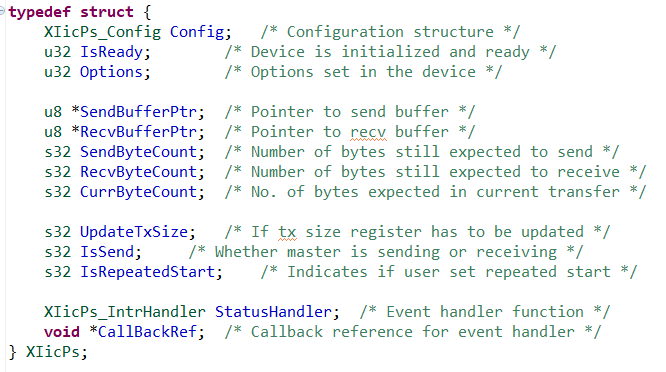 typedef struct {
XIicPs_Config Config; /* Configuration structure */
u32 IsReady; /* Device is initialized and ready */
u32 Options; /* Options set in the device */
u8 *SendBufferPtr; /* Pointer to send buffer */
u8 *RecvBufferPtr; /* Pointer to recv buffer */
s32 SendByteCount; /* Number of bytes still expected to send */
s32 RecvByteCount; /* Number of bytes still expected to receive */
s32 CurrByteCount; /* No. of bytes expected in current transfer */
s32 UpdateTxSize; /* If tx size register has to be updated */
s32 IsSend; /* Whether master is sending or receiving */
s32 IsRepeatedStart; /* Indicates if user set repeated start */
XIicPs_IntrHandler StatusHandler; /* Event handler function */
void *CallBackRef; /* Callback reference for event handler */
} XIicPs;